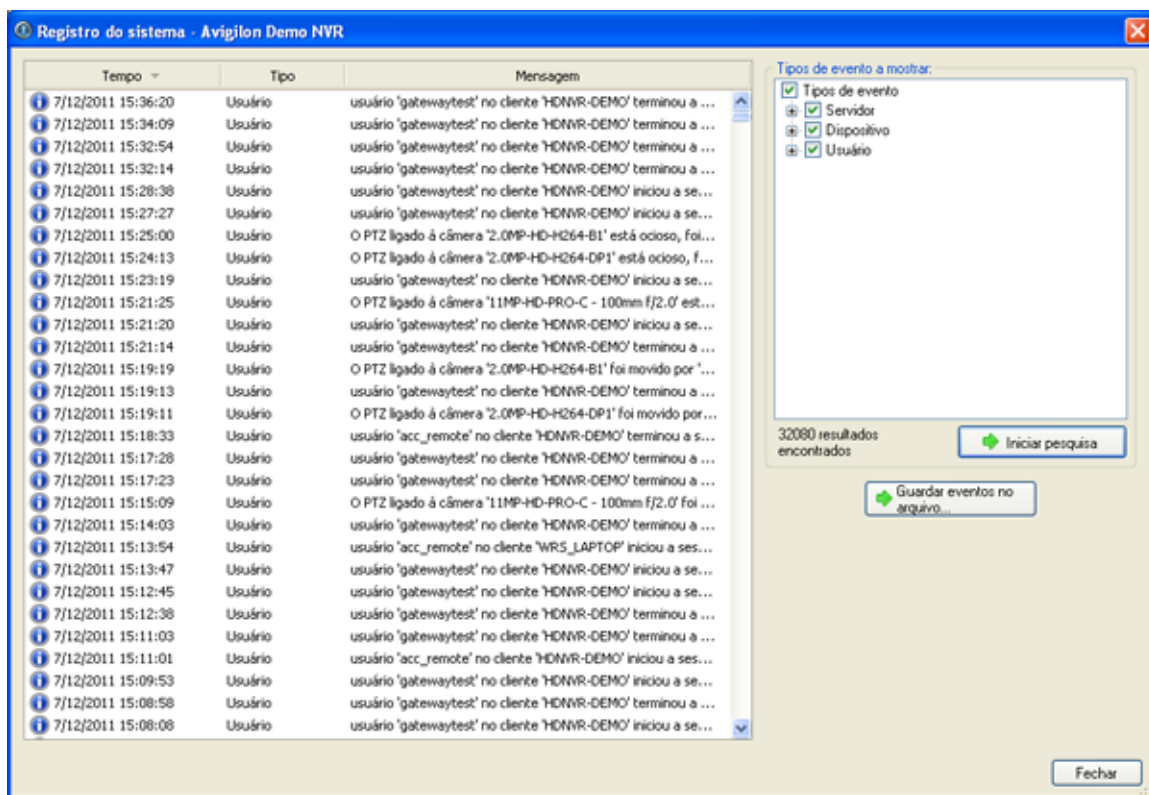 Registro do sistema - Avigilon Demo NVR
Tempo Tipo Mensagem
7/12/2011 15:36:20 Usuário usuário 'gatewaytest' no cliente 'HDNVR-DEMO' terminou a ...
7/12/2011 15:34:09 Usuário usuário 'gatewaytest' no cliente 'HDNVR-DEMO' terminou a ...
7/12/2011 15:32:54 Usuário usuário 'gatewaytest' no cliente 'HDNVR-DEMO' terminou a ...
7/12/2011 15:32:14 Usuário usuário 'gatewaytest' no cliente 'HDNVR-DEMO' terminou a ...
7/12/2011 15:28:38 Usuário usuário 'gatewaytest' no cliente 'HDNVR-DEMO' iniciou a se...
7/12/2011 15:27:27 Usuário usuário 'gatewaytest' no cliente 'HDNVR-DEMO' iniciou a se...
7/12/2011 15:25:00 Usuário O PTZ ligado á câmera '2.0MP-HD-H264-B1' está ocioso, foi...
7/12/2011 15:24:13 Usuário O PTZ ligado á câmera '2.0MP-HD-H264-DP1' está ocioso, f...
7/12/2011 15:23:19 Usuário usuário 'gatewaytest' no cliente 'HDNVR-DEMO' iniciou a se...
7/12/2011 15:21:25 Usuário O PTZ ligado á câmera '11MP-HD-PRO-C - 100mm f/2.0' est...
7/12/2011 15:21:20 Usuário usuário 'gatewaytest' no cliente 'HDNVR-DEMO' iniciou a se...
7/12/2011 15:21:14 Usuário usuário 'gatewaytest' no cliente 'HDNVR-DEMO' terminou a ...
7/12/2011 15:19:19 Usuário O PTZ ligado á câmera '2.0MP-HD-H264-B1' foi movido por '...
7/12/2011 15:19:13 Usuário usuário 'gatewaytest' no cliente 'HDNVR-DEMO' terminou a ...
7/12/2011 15:19:11 Usuário O PTZ ligado á câmera '2.0MP-HD-H264-DP1' foi movido por...
7/12/2011 15:18:33 Usuário usuário 'acc_remote' no cliente 'HDNVR-DEMO' terminou a s...
7/12/2011 15:17:28 Usuário usuário 'gatewaytest' no cliente 'HDNVR-DEMO' iniciou a se...
7/12/2011 15:17:23 Usuário usuário 'gatewaytest' no cliente 'HDNVR-DEMO' terminou a ...
7/12/2011 15:15:09 Usuário O PTZ ligado á câmera '11MP-HD-PRO-C - 100mm f/2.0' foi ...
7/12/2011 15:14:03 Usuário usuário 'gatewaytest' no cliente 'HDNVR-DEMO' terminou a ...
7/12/2011 15:13:54 Usuário usuário 'acc_remote' no cliente 'WRS_LAPTOP' iniciou a ses...
7/12/2011 15:13:47 Usuário usuário 'gatewaytest' no cliente 'HDNVR-DEMO' iniciou a se...
7/12/2011 15:12:45 Usuário usuário 'gatewaytest' no cliente 'HDNVR-DEMO' iniciou a se...
7/12/2011 15:12:38 Usuário usuário 'gatewaytest' no cliente 'HDNVR-DEMO' terminou a ...
7/12/2011 15:11:03 Usuário usuário 'gatewaytest' no cliente 'HDNVR-DEMO' terminou a ...
7/12/2011 15:11:01 Usuário usuário 'acc_remote' no cliente 'HDNVR-DEMO' iniciou a ses...
7/12/2011 15:09:53 Usuário usuário 'gatewaytest' no cliente 'HDNVR-DEMO' iniciou a se...
7/12/2011 15:08:58 Usuário usuário 'gatewaytest' no cliente 'HDNVR-DEMO' terminou a ...
7/12/2011 15:08:08 Usuário usuário 'gatewaytest' no cliente 'HDNVR-DEMO' iniciou a se...
Tipos de evento a mostrar:
Tipos de evento
Servidor
Dispositivo
Usuário
32080 resultados
encontrados
Iniciar pesquisa
Guardar eventos no
arquivo...
Fechar